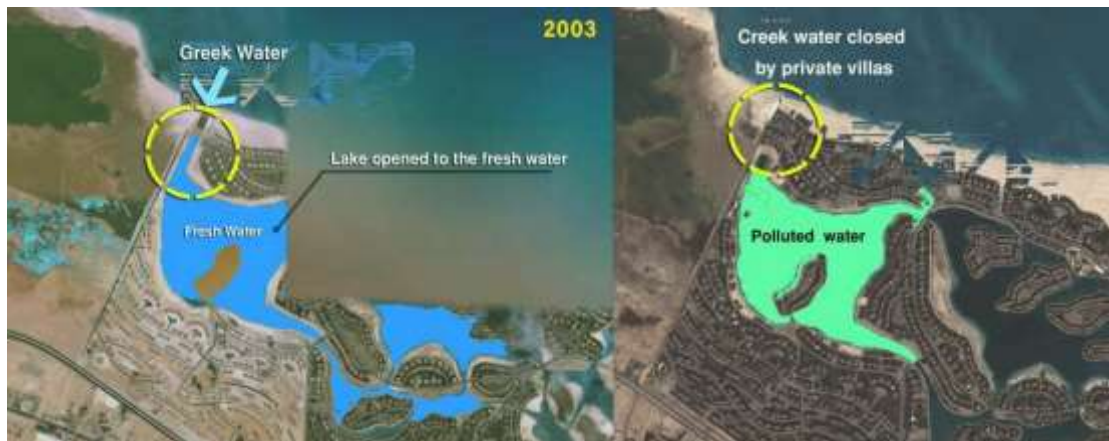 2003
Greek Water
Lake opened to the fresh water
Fresh Water
Creek water closed
by private villas
Polluted water